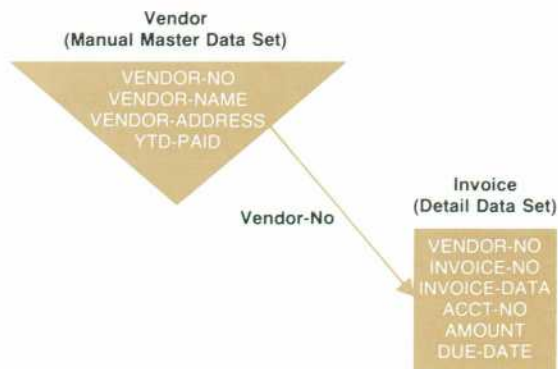 Vendor
(Manual Master Data Set)
VENDOR-NO
VENDOR-NAME
VENDOR-ADDRESS
YTD-PAID
Vendor-No
Invoice
(Detail Data Set)
VENDOR-NO
INVOICE-NO
INVOICE-DATA
ACCT-NO
AMOUNT
DUE-DATE